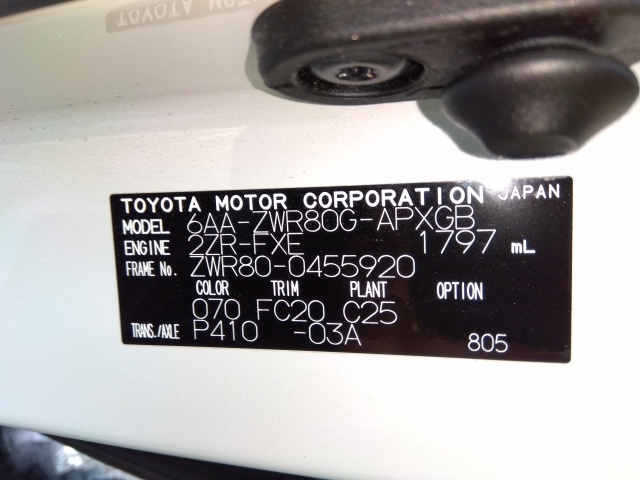 TOYOTA MOTOR CORPORATION JAPAN
MODEL 6AA-ZWR80G-APXGB
ENGINE 2ZR-FXE 1797 mL
FRAME No. ZWR80-0455920
COLOR TRIM PLANT OPTION
070 FC20 C25
TRANS./AXLE P410 -03A 805